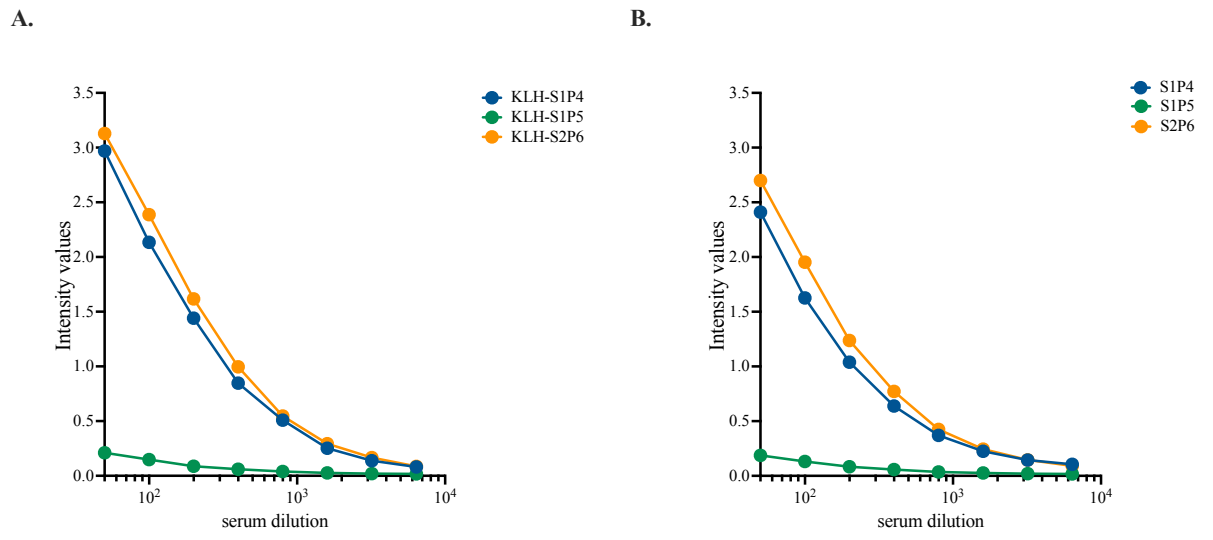 A.
B.
KLH-S1P4
KLH-S1P5
KLH-S2P6
3.5
3.0
2.5
2.0
1.5
1.0
0.5
0.0
Intensity values
10²
10³
10⁴
serum dilution
S1P4
S1P5
S2P6
3.5
3.0
2.5
2.0
1.5
1.0
0.5
0.0
Intensity values
10²
10³
10⁴
serum dilution